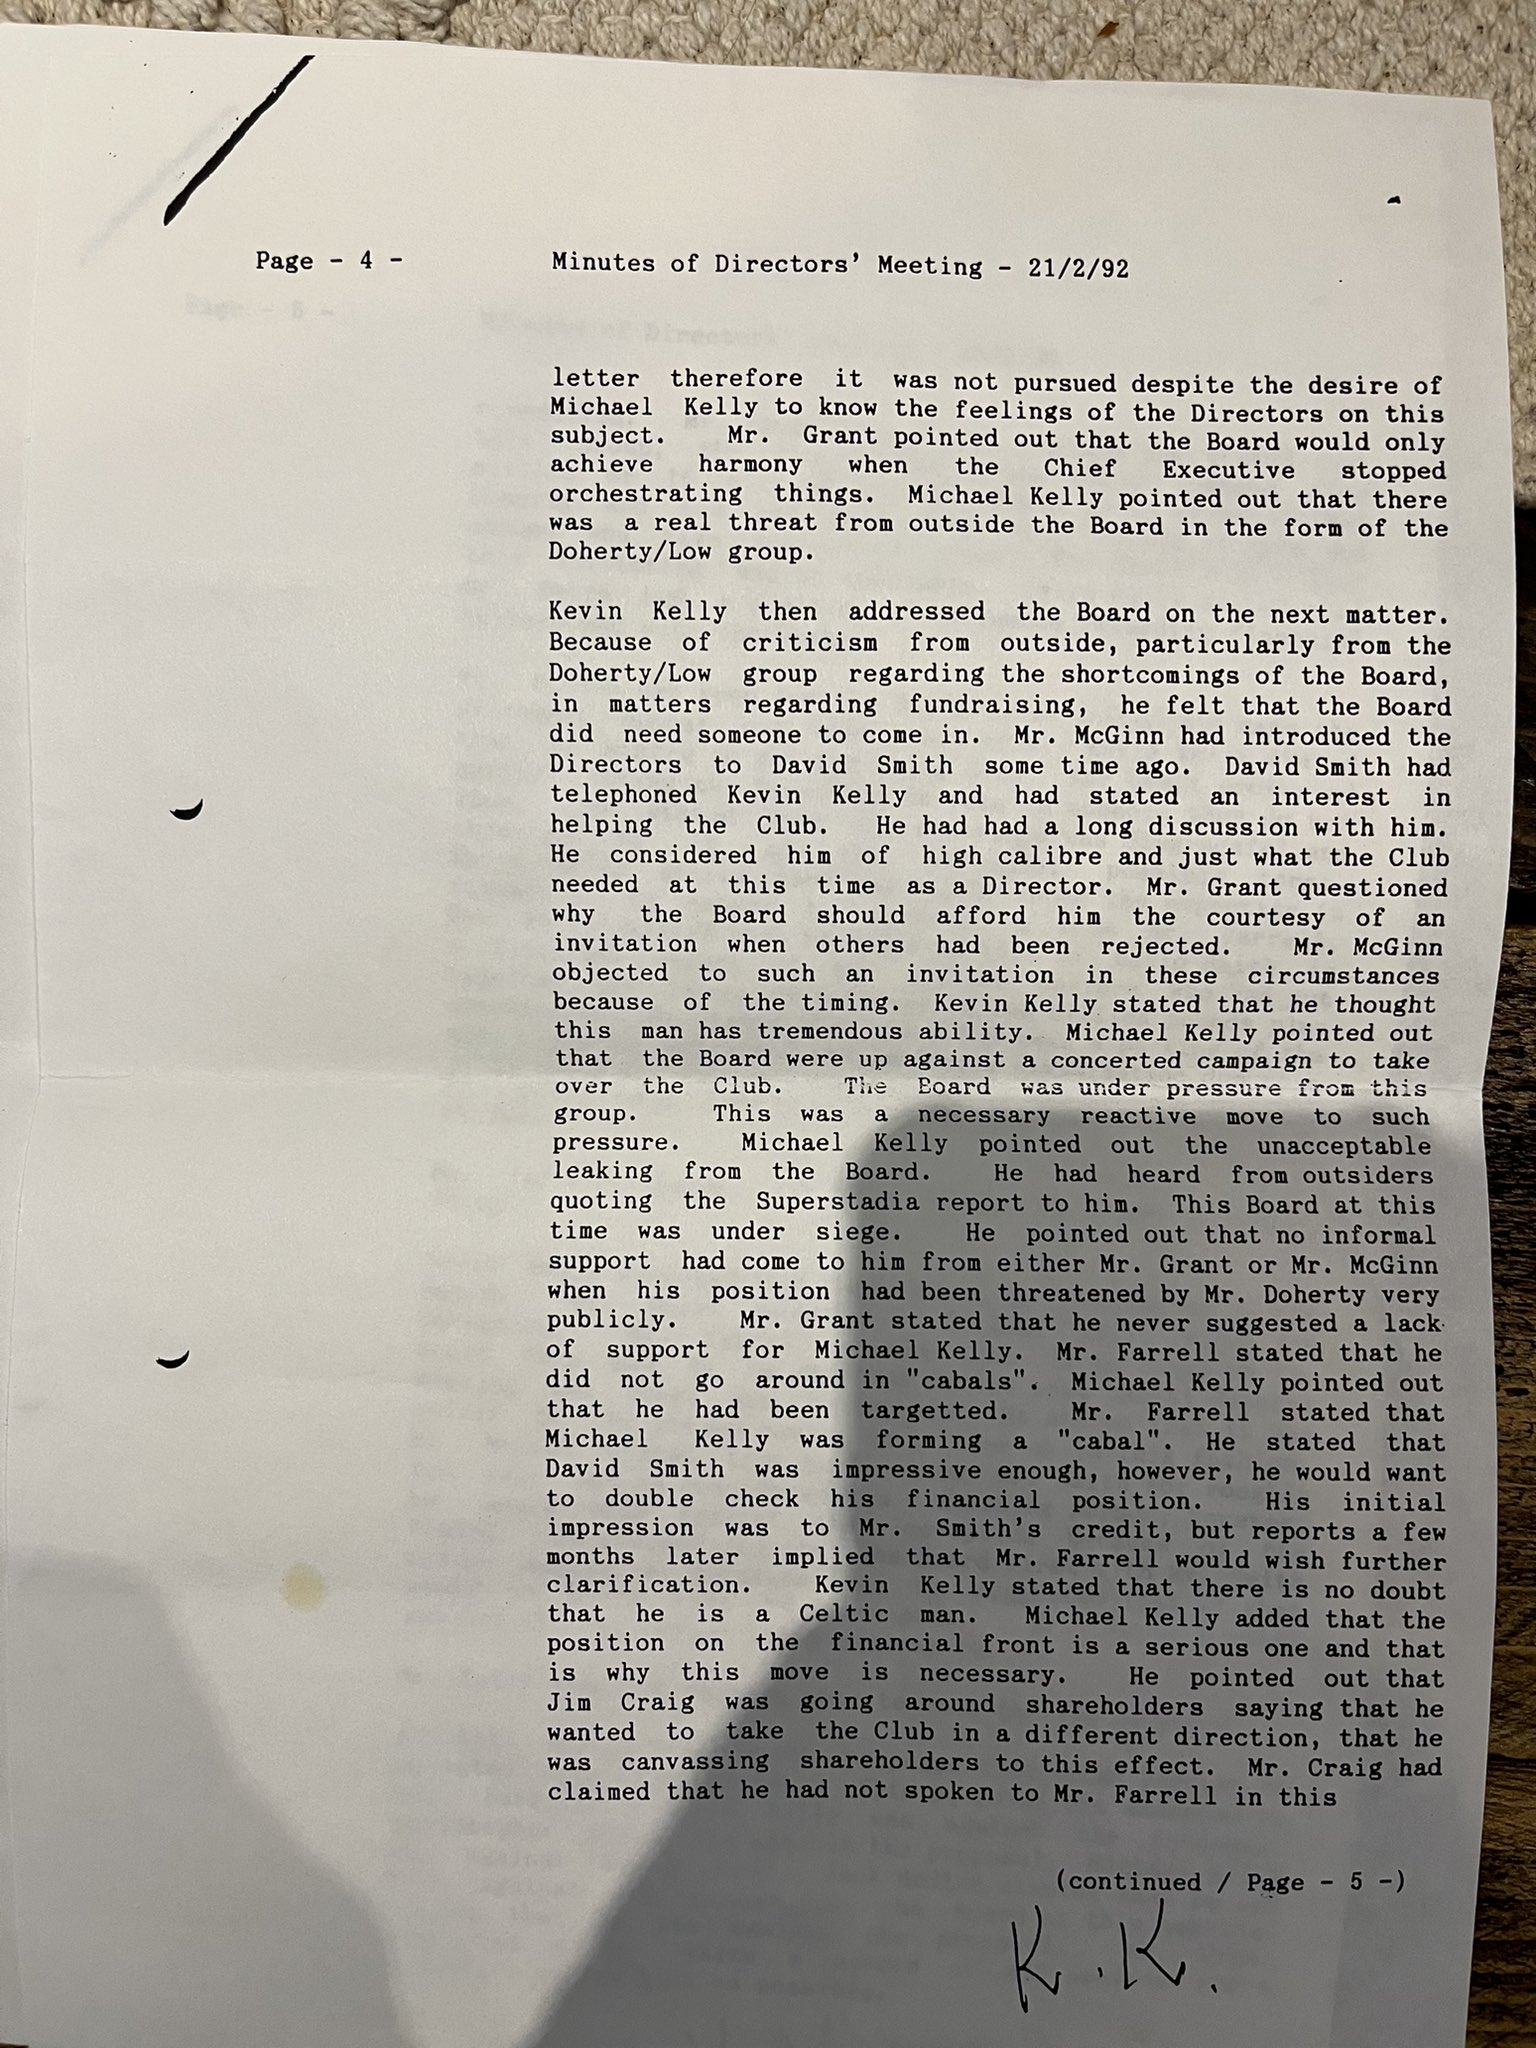 Page - 4 - Minutes of Directors' Meeting - 21/2/92
letter therefore it was not pursued despite the desire of
Michael Kelly to know the feelings of the Directors on this
subject. Mr. Grant pointed out that the Board would only
achieve harmony when the Chief Executive stopped
orchestrating things. Michael Kelly pointed out that there
was a real threat from outside the Board in the form of the
Doherty/Low group.
Kevin Kelly then addressed the Board on the next matter.
Because of criticism from outside, particularly from the
Doherty/Low group regarding the shortcomings of the Board,
in matters regarding fundraising, he felt that the Board
did need someone to come in. Mr. McGinn had introduced the
Directors to David Smith some time ago. David Smith had
telephoned Kevin Kelly and had stated an interest in
helping the Club. He had had a long discussion with him.
He considered him of high calibre and just what the Club
needed at this time as a Director. Mr. Grant questioned
why the Board should afford him the courtesy of an
invitation when others had been rejected. Mr. McGinn
objected to such an invitation in these circumstances
because of the timing. Kevin Kelly stated that he thought
this man has tremendous ability. Michael Kelly pointed out
that the Board were up against a concerted campaign to take
over the Club. The Board was under pressure from this
group. This was a necessary reactive move to such
pressure. Michael Kelly pointed out the unacceptable
leaking from the Board. He had heard from outsiders
quoting the Superstadia report to him. This Board at this
time was under siege. He pointed out that no informal
support had come to him from either Mr. Grant or Mr. McGinn
when his position had been threatened by Mr. Doherty very
publicly. Mr. Grant stated that he never suggested a lack
of support for Michael Kelly. Mr. Farrell stated that he
did not go around in "cabals". Michael Kelly pointed out
that he had been targetted. Mr. Farrell stated that
Michael Kelly was forming a "cabal". He stated that
David Smith was impressive enough, however, he would want
to double check his financial position. His initial
impression was to Mr. Smith's credit, but reports a few
months later implied that Mr. Farrell would wish further
clarification. Kevin Kelly stated that there is no doubt
that he is a Celtic man. Michael Kelly added that the
position on the financial front is a serious one and that
is why this move is necessary. He pointed out that
Jim Craig was going around shareholders saying that he
wanted to take the Club in a different direction, that he
was canvassing shareholders to this effect. Mr. Craig had
claimed that he had not spoken to Mr. Farrell in this
(continued / Page - 5 -)
K.K.